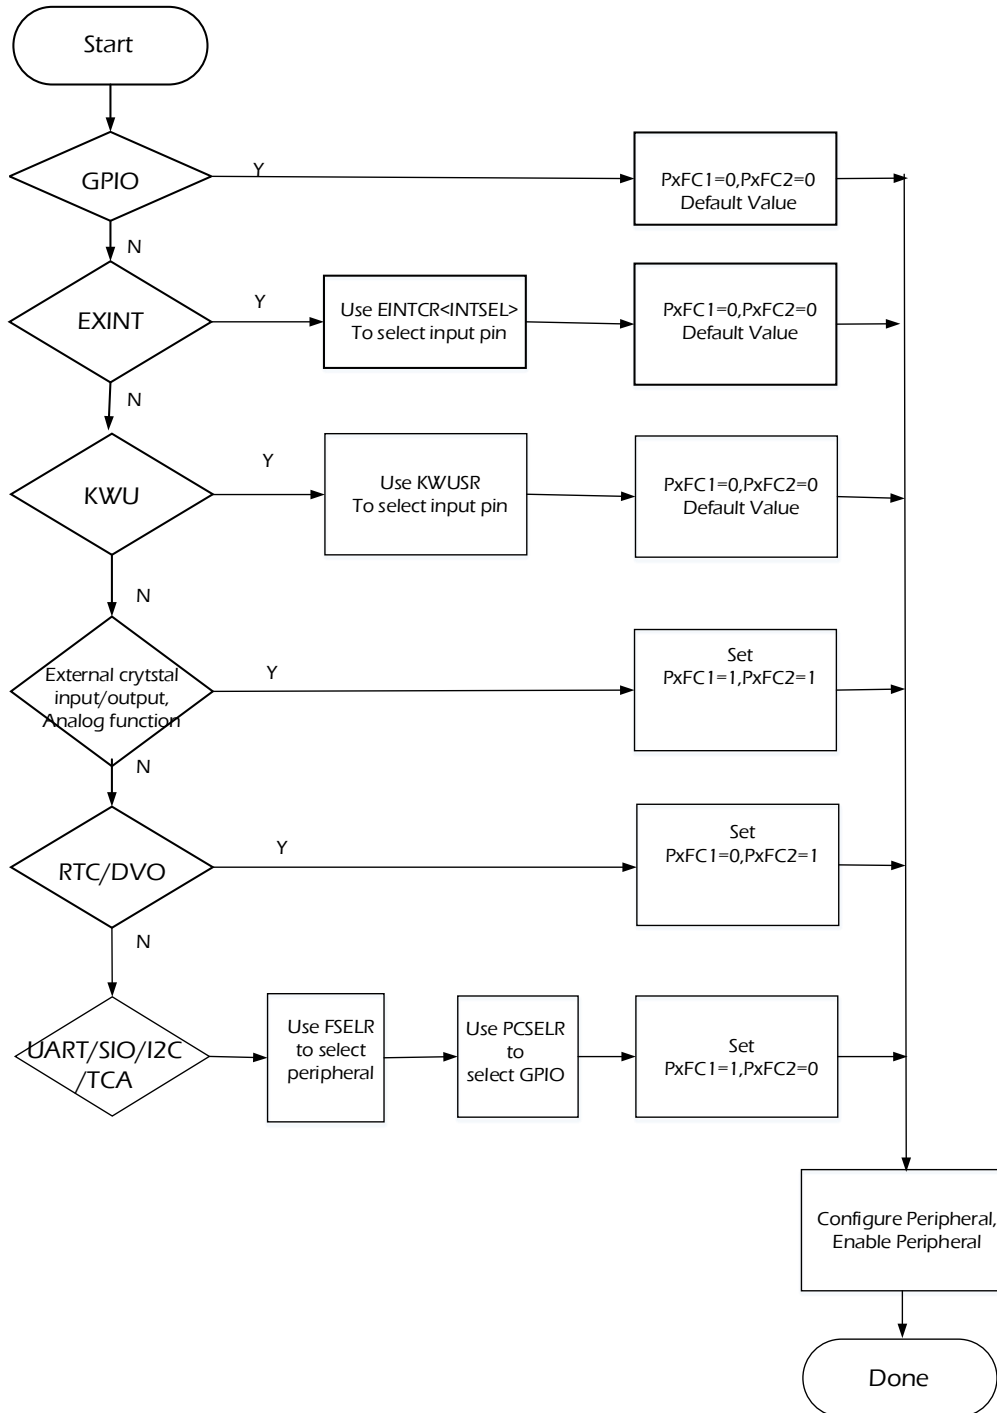 Start
GPIO
Y
PxFC1=0,PxFC2=0
Default Value
N
EXINT
Y
Use EINTCR<INTSEL>
To select input pin
PxFC1=0,PxFC2=0
Default Value
N
KWU
Y
Use KWUSR
To select input pin
PxFC1=0,PxFC2=0
Default Value
N
External crytstal
input/output,
Analog function
Y
Set
PxFC1=1,PxFC2=1
N
RTC/DVO
Y
Set
PxFC1=0,PxFC2=1
N
UART/SIO/I2C
/TCA
Use FSELR
to select
peripheral
Use PCSELR
to
select GPIO
Set
PxFC1=1,PxFC2=0
Configure Peripheral,
Enable Peripheral
Done